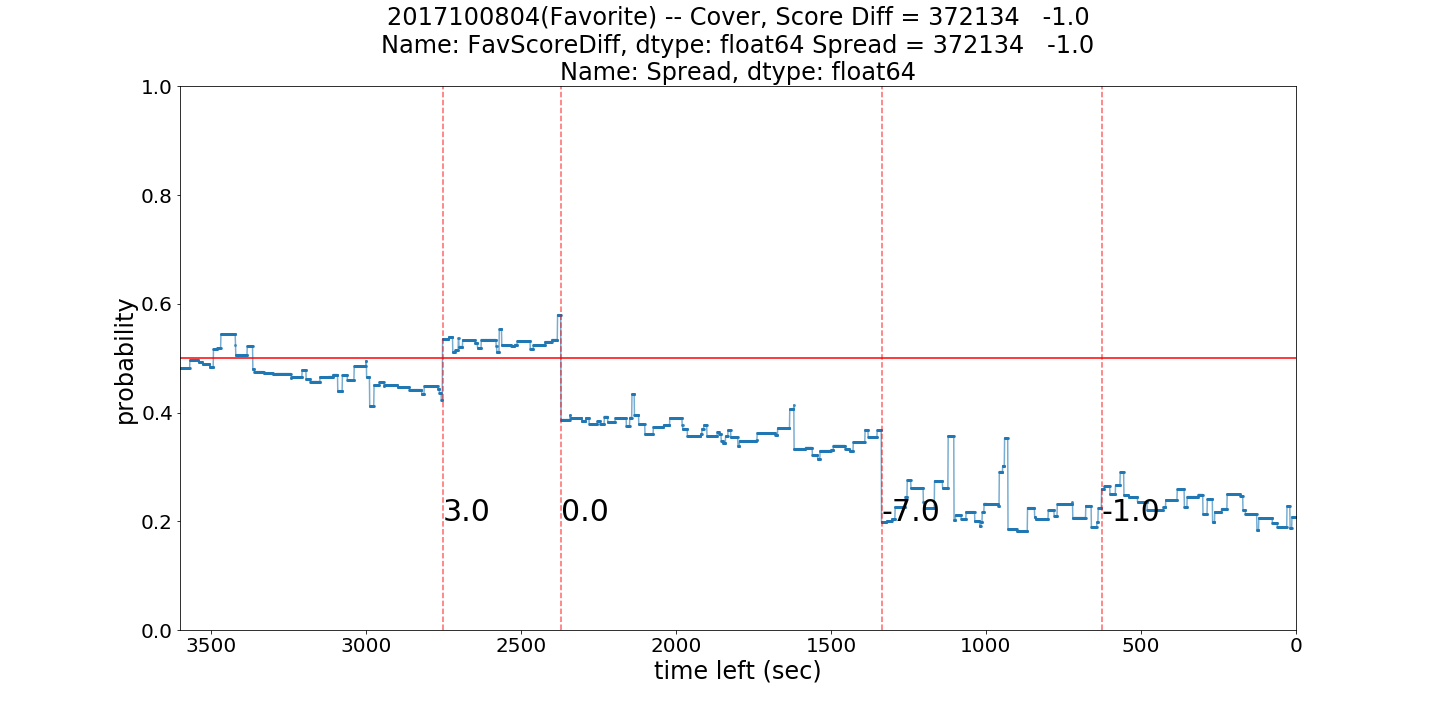 2017100804(Favorite) -- Cover, Score Diff = 372134   -1.0
Name: FavScoreDiff, dtype: float64 Spread = 372134   -1.0
Name: Spread, dtype: float64
1.0
0.8
0.6
0.4
0.2
0.0
probability
3.0
0.0
-7.0
-1.0
3500 3000 2500 2000 1500 1000 500 0
time left (sec)